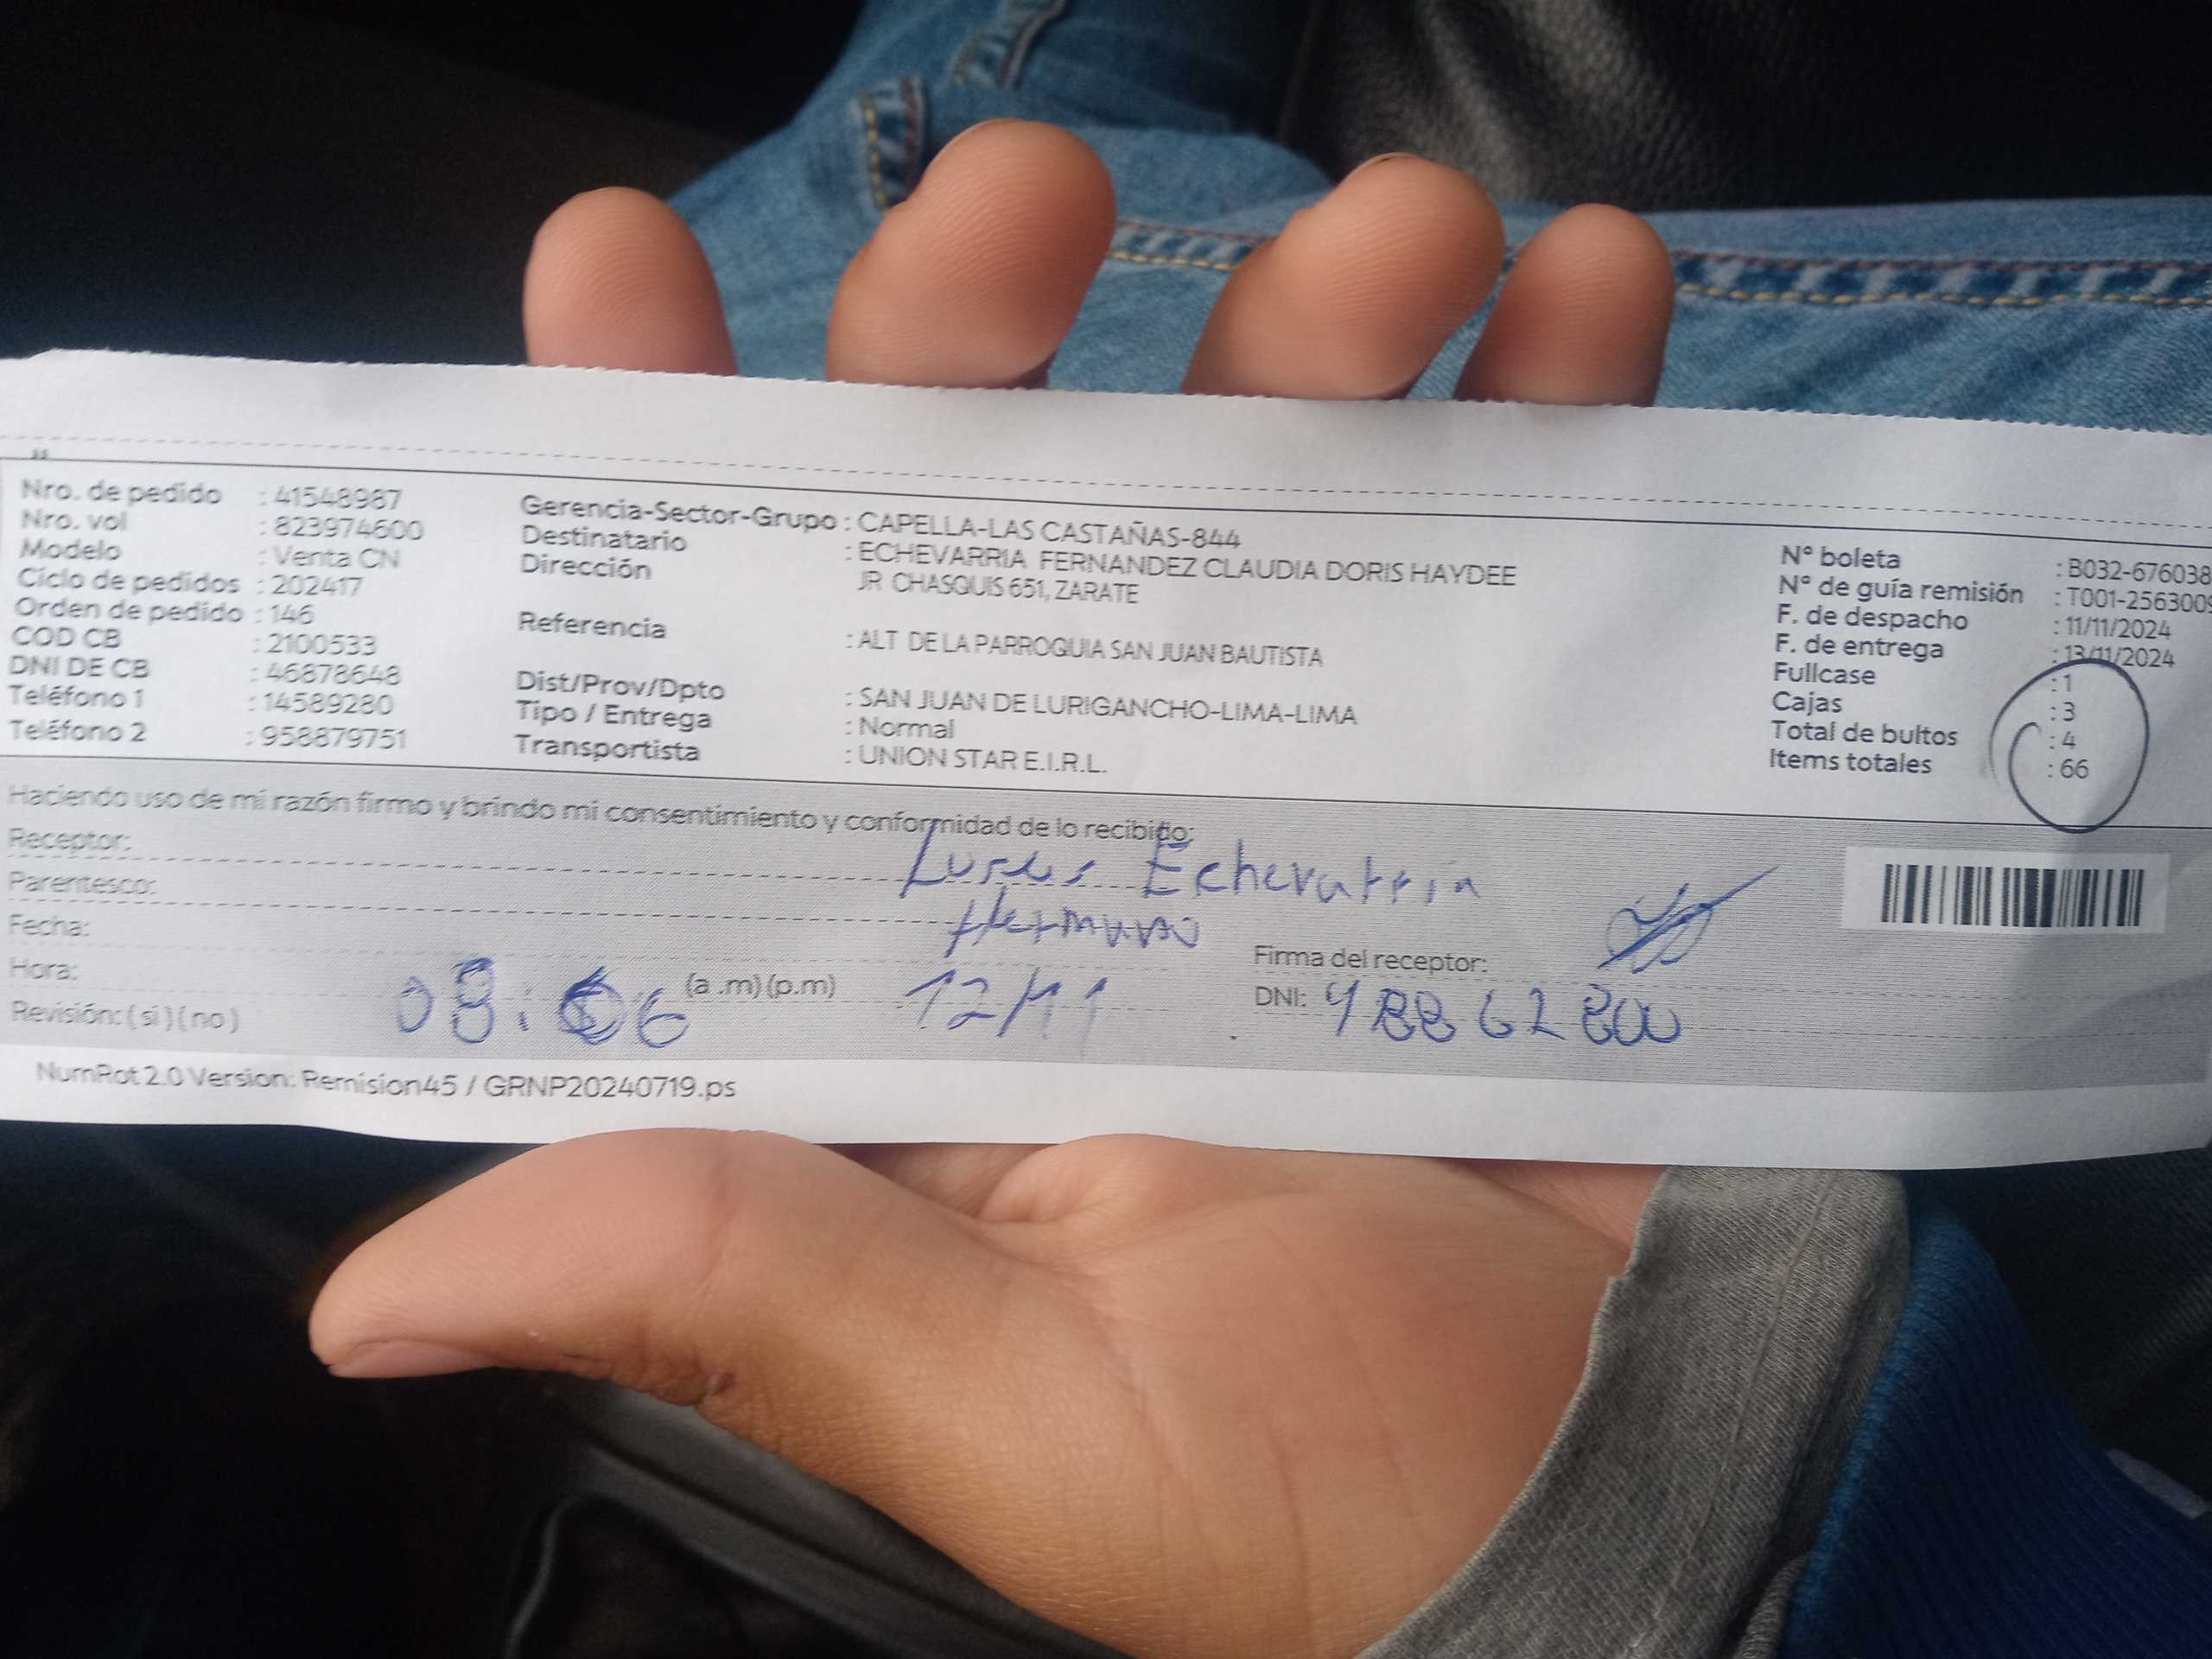 Nro. de pedido : 41548987
Nro. vol : 823974600
Modelo : Venta CN
Ciclo de pedidos : 202417
Orden de pedido : 146
COD CB : 2100533
DNI DE CB : 46878648
Teléfono 1 : 14589280
Teléfono 2 : 958879751
Gerencia-Sector-Grupo : CAPELLA-LAS CASTAÑAS-844
Destinatario : ECHEVARRIA FERNANDEZ CLAUDIA DORIS HAYDEE
Dirección JR CHASQUIS 651, ZARATE
Referencia : ALT DE LA PARROQUIA SAN JUAN BAUTISTA
Dist/Prov/Dpto : SAN JUAN DE LURIGANCHO-LIMA-LIMA
Tipo / Entrega : Normal
Transportista : UNION STAR E.I.R.L.
N° boleta : B032-676038
N° de guía remisión : T001-2563009
F. de despacho : 11/11/2024
F. de entrega : 13/11/2024
Fullcase : 1
Cajas : 3
Total de bultos : 4
Items totales : 66
Haciendo uso de mi razón firmo y brindo mi consentimiento y conformidad de lo recibido:
Receptor: Echevarria
Parentesco: Hermano
Fecha: 12/11
Hora: (a .m) (p.m)
Revisión: ( si ) ( no )
Firma del receptor:
DNI:
NumRot 2.0 Version: Remision45 / GRNP20240719.ps